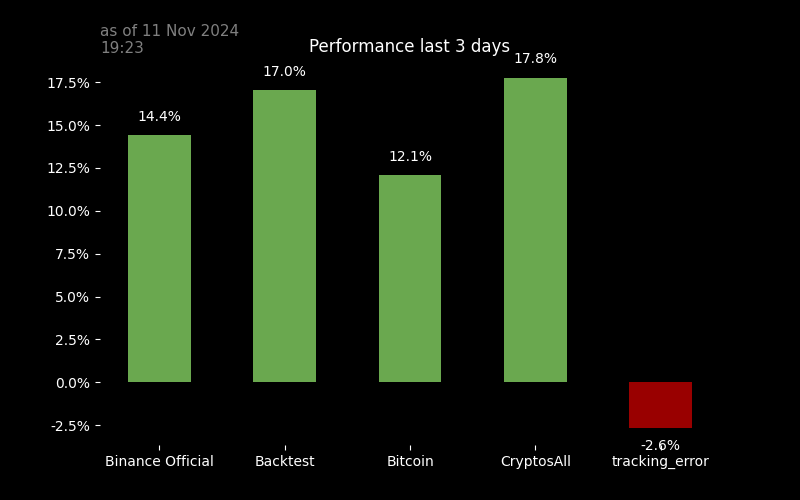 as of 11 Nov 2024
19:23
Performance last 3 days
17.8%
17.0%
17.5%
15.0%
14.4%
12.5%
12.1%
10.0%
7.5%
5.0%
2.5%
0.0%
-2.5%
-2.6%
Binance Official
Backtest
Bitcoin
CryptosAll
tracking_error